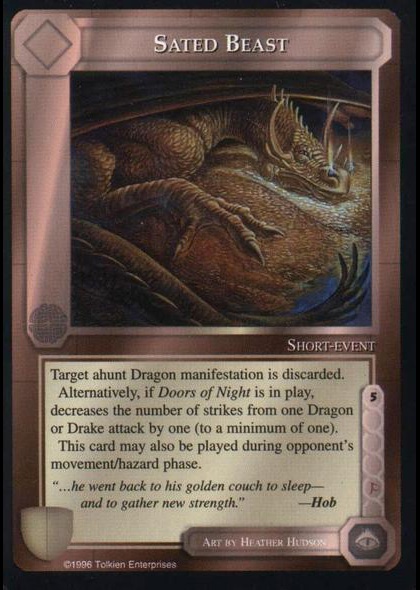 SATED BEAST
SHORT-EVENT
Target ahunt Dragon manifestation is discarded.
Alternatively, if Doors of Night is in play,
decreases the number of strikes from one Dragon
or Drake attack by one (to a minimum of one).
This card may also be played during opponent's
movement/hazard phase.
"...he went back to his golden couch to sleep—
and to gather new strength." —Hob
5
ART BY HEATHER HUDSON
©1996 Tolkien Enterprises